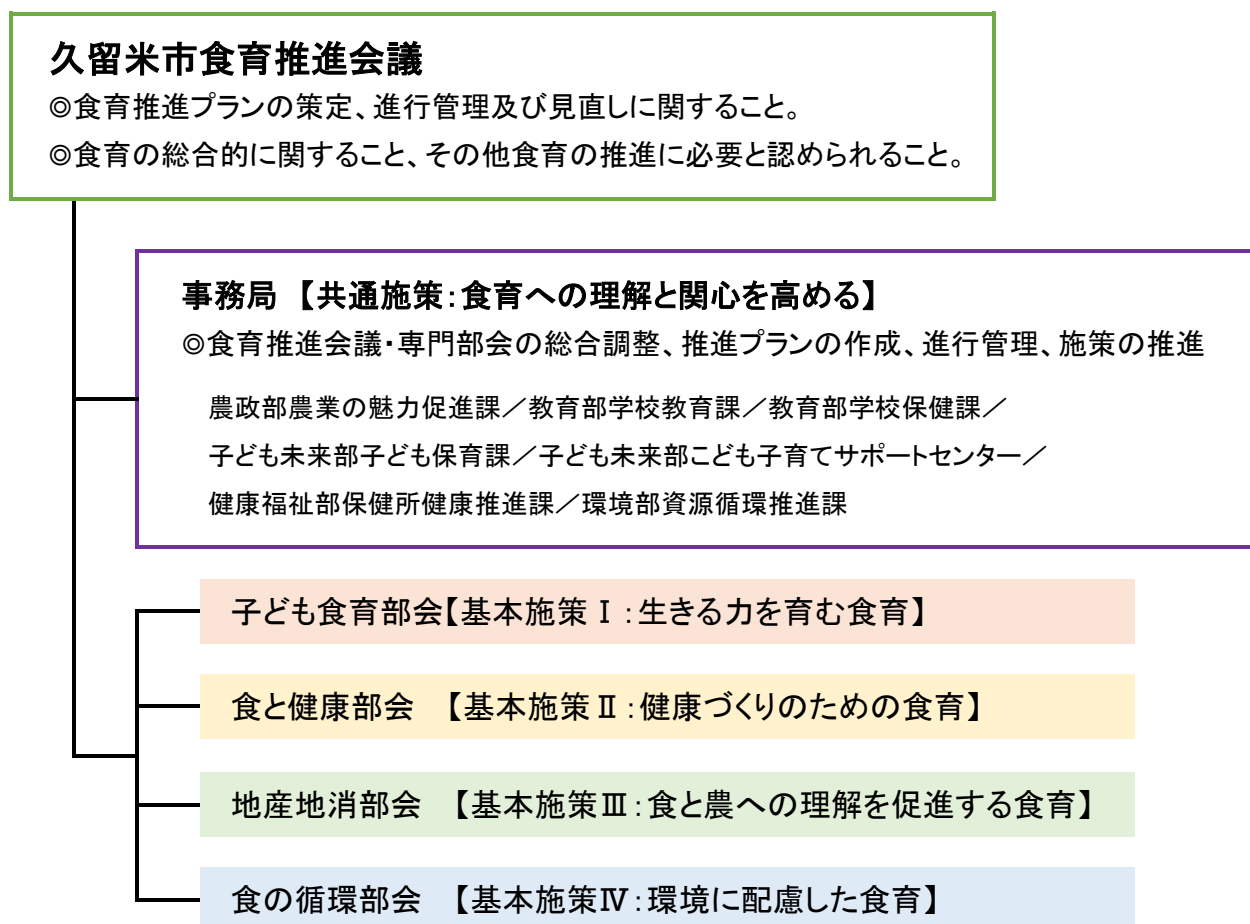 久留米市食育推進会議
◎食育推進プランの策定、進行管理及び見直しに関すること。
◎食育の総合的に関すること、その他食育の推進に必要と認められること。
事務局 【共通施策:食育への理解と関心を高める】
◎食育推進会議・専門部会の総合調整、推進プランの作成、進行管理、施策の推進
農政部農業の魅力促進課／教育部学校教育課／教育部学校保健課／
子ども未来部子ども保育課／子ども未来部こども子育てサポートセンター／
健康福祉部保健所健康推進課／環境部資源循環推進課
子ども食育部会【基本施策Ⅰ:生きる力を育む食育】
食と健康部会 【基本施策Ⅱ:健康づくりのための食育】
地産地消部会 【基本施策Ⅲ:食と農への理解を促進する食育】
食の循環部会 【基本施策Ⅳ:環境に配慮した食育】